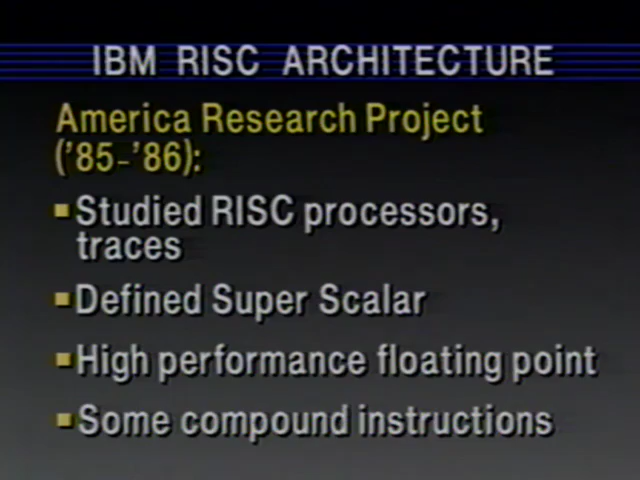 IBM RISC ARCHITECTURE
America Research Project
('85-'86):
Studied RISC processors,
traces
Defined Super Scalar
High performance floating point
Some compound instructions